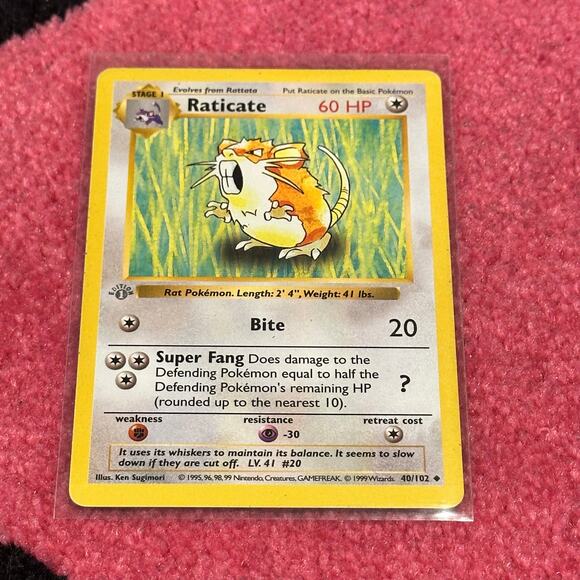 Evolves from Rattata Put Raticate on the Basic Pokémon
STAGE 1
Raticate 60 HP
Rat Pokémon. Length: 2' 4", Weight: 41 lbs.
EDITION 1
Bite 20
Super Fang Does damage to the
Defending Pokémon equal to half the
Defending Pokémon's remaining HP ?
(rounded up to the nearest 10).
weakness resistance retreat cost
-30
It uses its whiskers to maintain its balance. It seems to slow
down if they are cut off. LV. 41 #20
Illus. Ken Sugimori © 1995, 96, 98, 99 Nintendo, Creatures, GAMEFREAK. © 1999 Wizards. 40/102 ◆